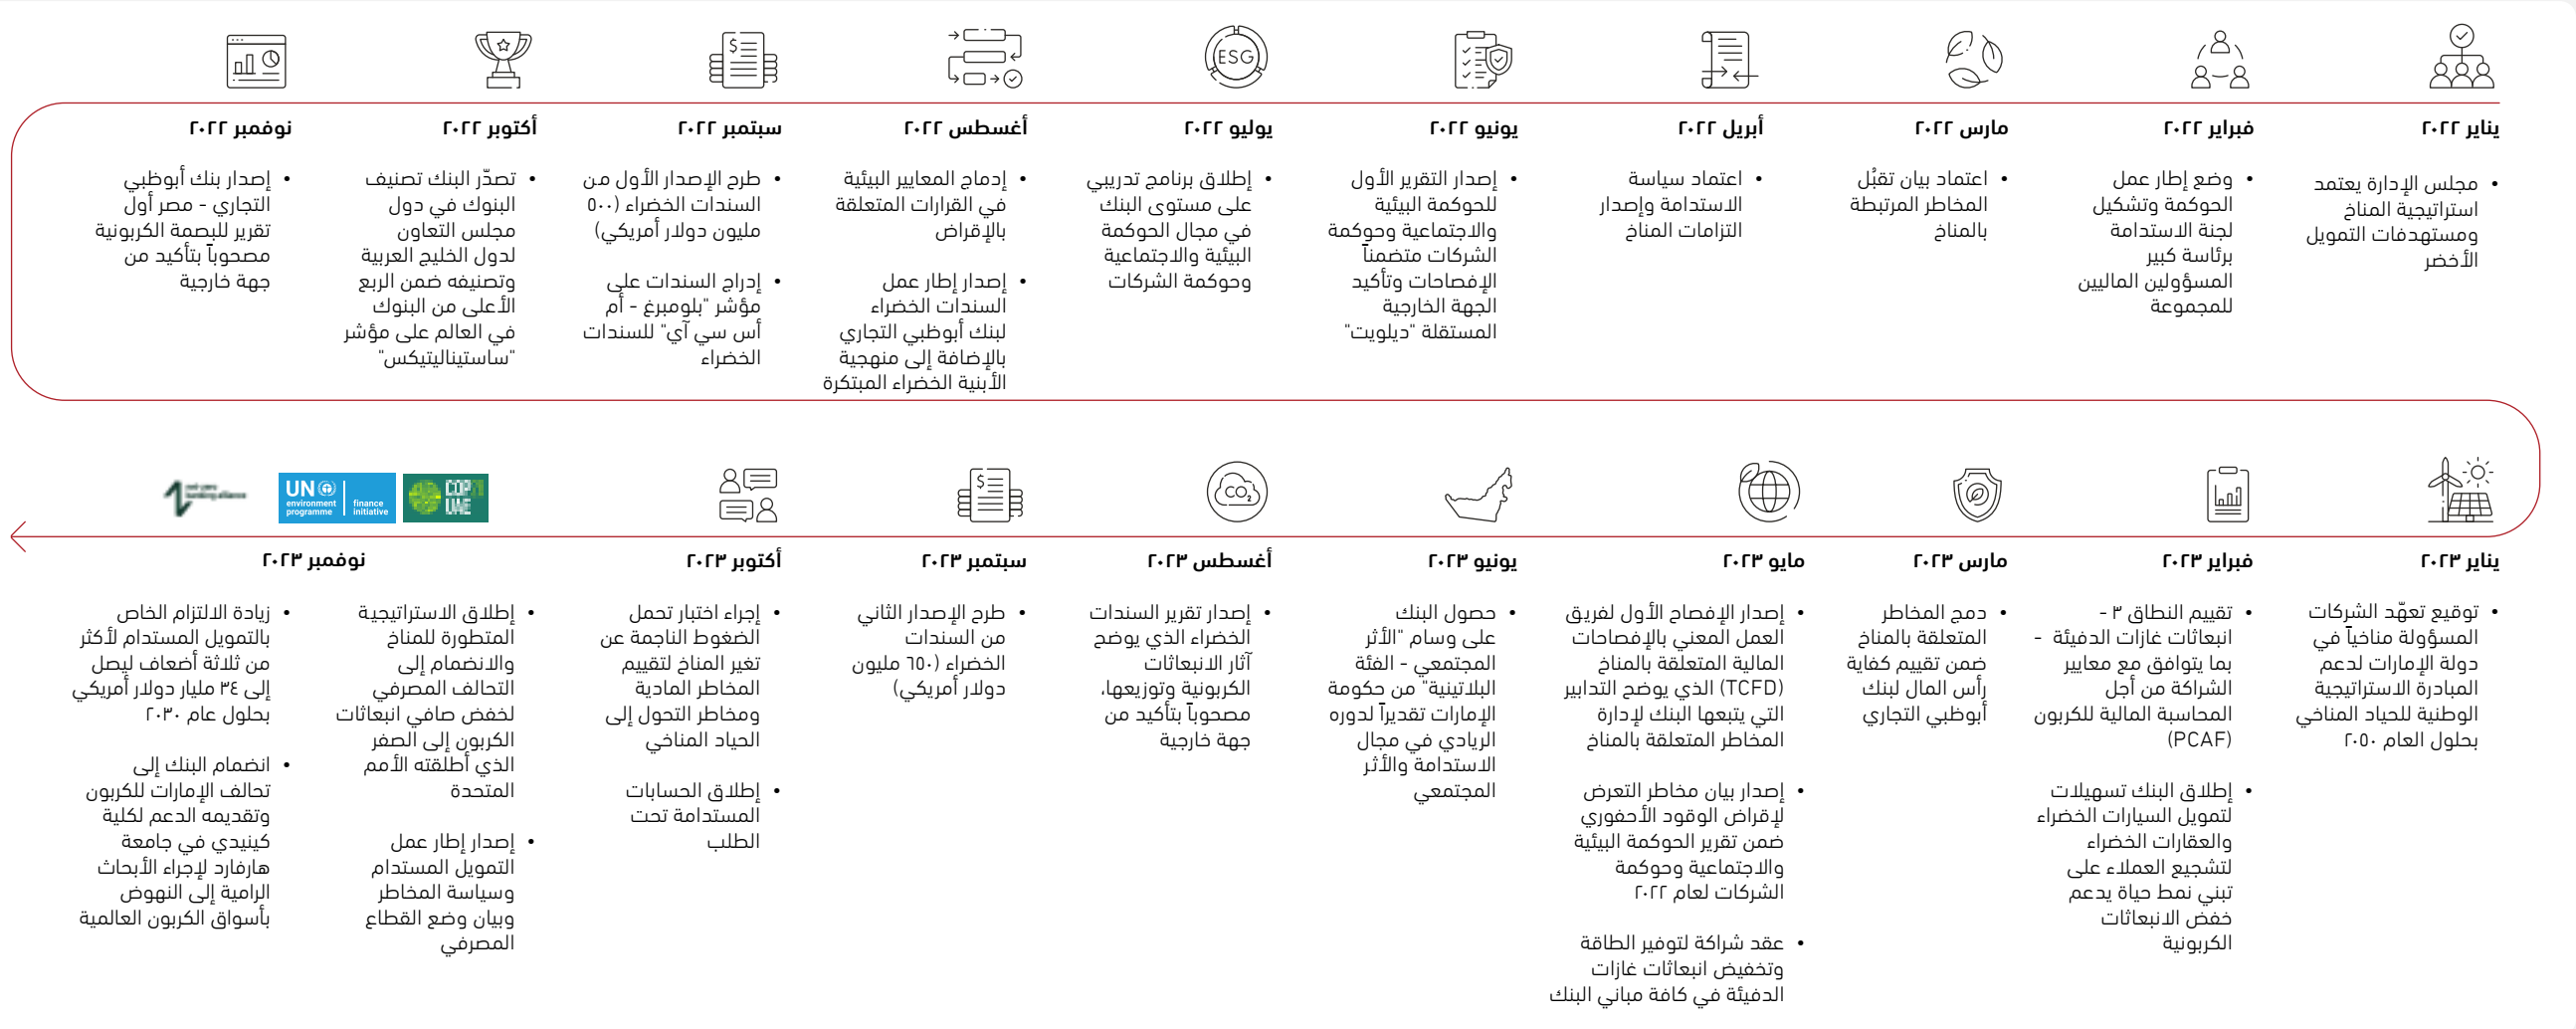 ESG
يناير ٢٠٢٢
• مجلس الإدارة يعتمد
استراتيجية المناخ
ومستهدفات التمويل
الأخضر
فبراير ٢٠٢٢
• وضع إطار عمل
الحوكمة وتشكيل
لجنة الاستدامة
برئاسة كبير
المسؤولين الماليين
للمجموعة
مارس ٢٠٢٢
• اعتماد بيان تقبُل
المخاطر المرتبطة
بالمناخ
أبريل ٢٠٢٢
• اعتماد سياسة
الاستدامة وإصدار
التزامات المناخ
يونيو ٢٠٢٢
• إصدار التقرير الأول
للحوكمة البيئية
والاجتماعية وحوكمة
الشركات متضمناً
الإفصاحات وتأكيد
الجهة الخارجية
المستقلة "ديلويت"
يوليو ٢٠٢٢
• إطلاق برنامج تدريبي
على مستوى البنك
في مجال الحوكمة
البيئية والاجتماعية
وحوكمة الشركات
أغسطس ٢٠٢٢
• إدماج المعايير البيئية
في القرارات المتعلقة
بالإقراض
• إصدار إطار عمل
السندات الخضراء
لبنك أبوظبي التجاري
بالإضافة إلى منهجية
الأبنية الخضراء المبتكرة
سبتمبر ٢٠٢٢
• طرح الإصدار الأول من
السندات الخضراء (٥٠٠
مليون دولار أمريكي)
• إدراج السندات على
مؤشر "بلومبرغ - أم
أس سي آي" للسندات
الخضراء
أكتوبر ٢٠٢٢
• تصدّر البنك تصنيف
البنوك في دول
مجلس التعاون
لدول الخليج العربية
وتصنيفه ضمن الربع
الأعلى من البنوك
في العالم على مؤشر
"ساستيناليتيكس"
نوفمبر ٢٠٢٢
• إصدار بنك أبوظبي
التجاري - مصر أول
تقرير للبصمة الكربونية
مصحوباً بتأكيد من
جهة خارجية
يناير ٢٠٢٣
• توقيع تعهّد الشركات
المسؤولة مناخياً في
دولة الإمارات لدعم
المبادرة الاستراتيجية
الوطنية للحياد المناخي
بحلول العام ٢٠٥٠
فبراير ٢٠٢٣
• تقييم النطاق ٣ -
انبعاثات غازات الدفيئة -
بما يتوافق مع معايير
الشراكة من أجل
المحاسبة المالية للكربون
(PCAF)
• إطلاق البنك تسهيلات
لتمويل السيارات الخضراء
والعقارات الخضراء
لتشجيع العملاء على
تبني نمط حياة يدعم
خفض الانبعاثات
الكربونية
مارس ٢٠٢٣
• دمج المخاطر
المتعلقة بالمناخ
ضمن تقييم كفاية
رأس المال لبنك
أبوظبي التجاري
مايو ٢٠٢٣
• إصدار الإفصاح الأول لفريق
العمل المعني بالإفصاحات
المالية المتعلقة بالمناخ
(TCFD) الذي يوضح التدابير
التي يتبعها البنك لإدارة
المخاطر المتعلقة بالمناخ
• إصدار بيان مخاطر التعرض
لإقراض الوقود الأحفوري
ضمن تقرير الحوكمة البيئية
والاجتماعية وحوكمة
الشركات لعام ٢٠٢٢
• عقد شراكة لتوفير الطاقة
وتخفيض انبعاثات غازات
الدفيئة في كافة مباني البنك
يونيو ٢٠٢٣
• حصول البنك
على وسام "الأثر
المجتمعي - الفئة
البلاتينية" من حكومة
الإمارات تقديراً لدوره
الريادي في مجال
الاستدامة والأثر
المجتمعي
CO2
أغسطس ٢٠٢٣
• إصدار تقرير السندات
الخضراء الذي يوضح
آثار الانبعاثات
الكربونية وتوزيعها،
مصحوباً بتأكيد من
جهة خارجية
سبتمبر ٢٠٢٣
• طرح الإصدار الثاني
من السندات
الخضراء (٦٥٠ مليون
دولار أمريكي)
أكتوبر ٢٠٢٣
• إجراء اختبار تحمل
الضغوط الناجمة عن
تغير المناخ لتقييم
المخاطر المادية
ومخاطر التحول إلى
الحياد المناخي
• إطلاق الحسابات
المستدامة تحت
الطلب
COP28
UAE
UN
environment
programme
finance
initiative
net-zero
banking alliance
نوفمبر ٢٠٢٣
• إطلاق الاستراتيجية
المتطورة للمناخ
والانضمام إلى
التحالف المصرفي
لخفض صافي انبعاثات
الكربون إلى الصفر
الذي أطلقته الأمم
المتحدة
• إصدار إطار عمل
التمويل المستدام
وسياسة المخاطر
وبيان وضع القطاع
المصرفي
• زيادة الالتزام الخاص
بالتمويل المستدام لأكثر
من ثلاثة أضعاف ليصل
إلى ٣٤ مليار دولار أمريكي
بحلول عام ٢٠٣٠
• انضمام البنك إلى
تحالف الإمارات للكربون
وتقديمه الدعم لكلية
كينيدي في جامعة
هارفارد لإجراء الأبحاث
الرامية إلى النهوض
بأسواق الكربون العالمية